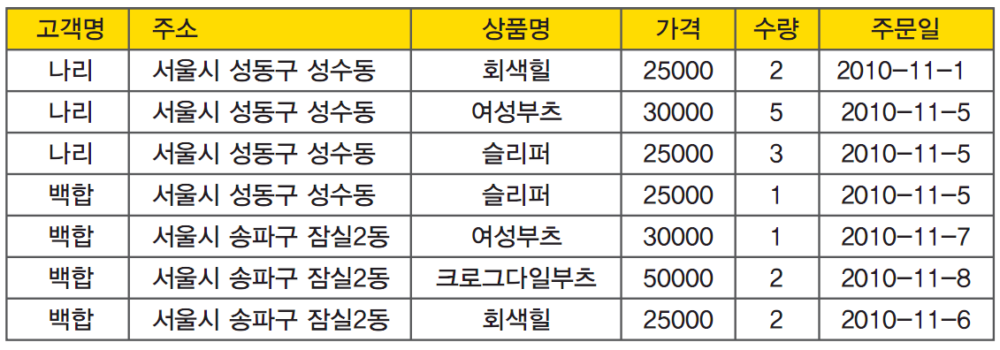 고객명 주소 상품명 가격 수량 주문일
나리 서울시 성동구 성수동 회색힐 25000 2 2010-11-1
나리 서울시 성동구 성수동 여성부츠 30000 5 2010-11-5
나리 서울시 성동구 성수동 슬리퍼 25000 3 2010-11-5
백합 서울시 성동구 성수동 슬리퍼 25000 1 2010-11-5
백합 서울시 송파구 잠실2동 여성부츠 30000 1 2010-11-7
백합 서울시 송파구 잠실2동 크로그다일부츠 50000 2 2010-11-8
백합 서울시 송파구 잠실2동 회색힐 25000 2 2010-11-6